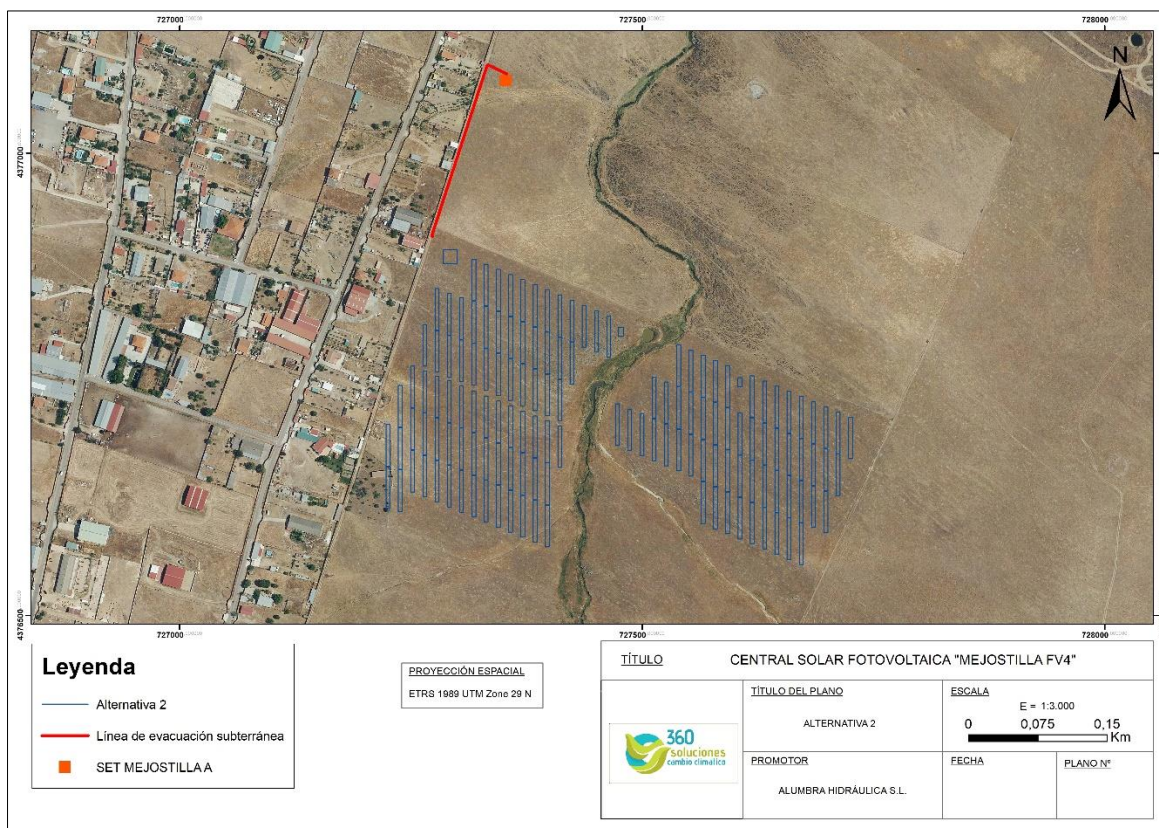 727000
727500
728000
N
4377000
4377000
4376500
4376500
727000
727500
728000
Leyenda
Alternativa 2
Línea de evacuación subterránea
SET MEJOSTILLA A
PROYECCIÓN ESPACIAL
ETRS 1989 UTM Zone 29 N
TÍTULO
CENTRAL SOLAR FOTOVOLTAICA "MEJOSTILLA FV4"
360
soluciones
cambio climático
TÍTULO DEL PLANO
ALTERNATIVA 2
ESCALA
E = 1:3.000
0 0,075 0,15
Km
PROMOTOR
ALUMBRA HIDRÁULICA S.L.
FECHA
PLANO Nº